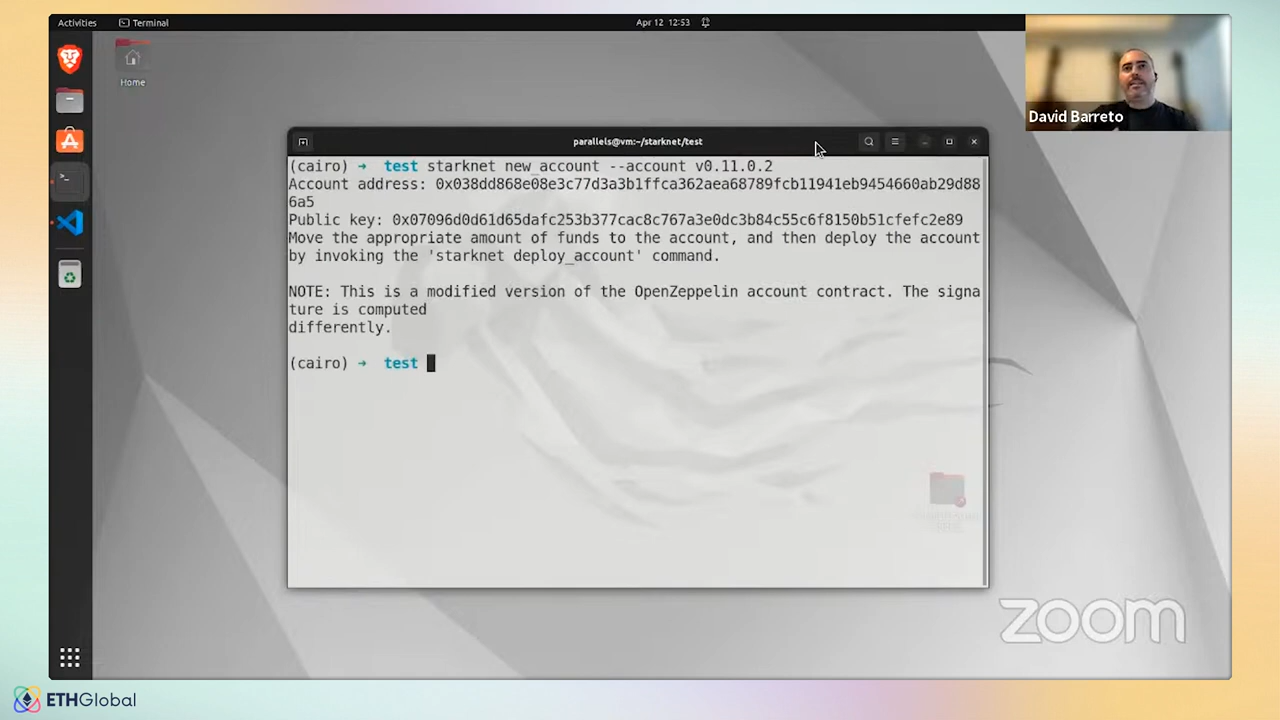 Activities
Terminal
Apr 12 12:53
Home
David Barreto
parallels@vm:~/starknet/test
(cairo) → test starknet new_account --account v0.11.0.2
Account address: 0x038dd868e08e3c77d3a3b1ffca362aea68789fcb11941eb9454660ab29d88
6a5
Public key: 0x07096d0d61d65dafc253b377cac8c767a3e0dc3b84c55c6f8150b51cfefc2e89
Move the appropriate amount of funds to the account, and then deploy the account
by invoking the 'starknet deploy_account' command.
NOTE: This is a modified version of the OpenZeppelin account contract. The signa
ture is computed
differently.
(cairo) → test
zoom
ETHGlobal